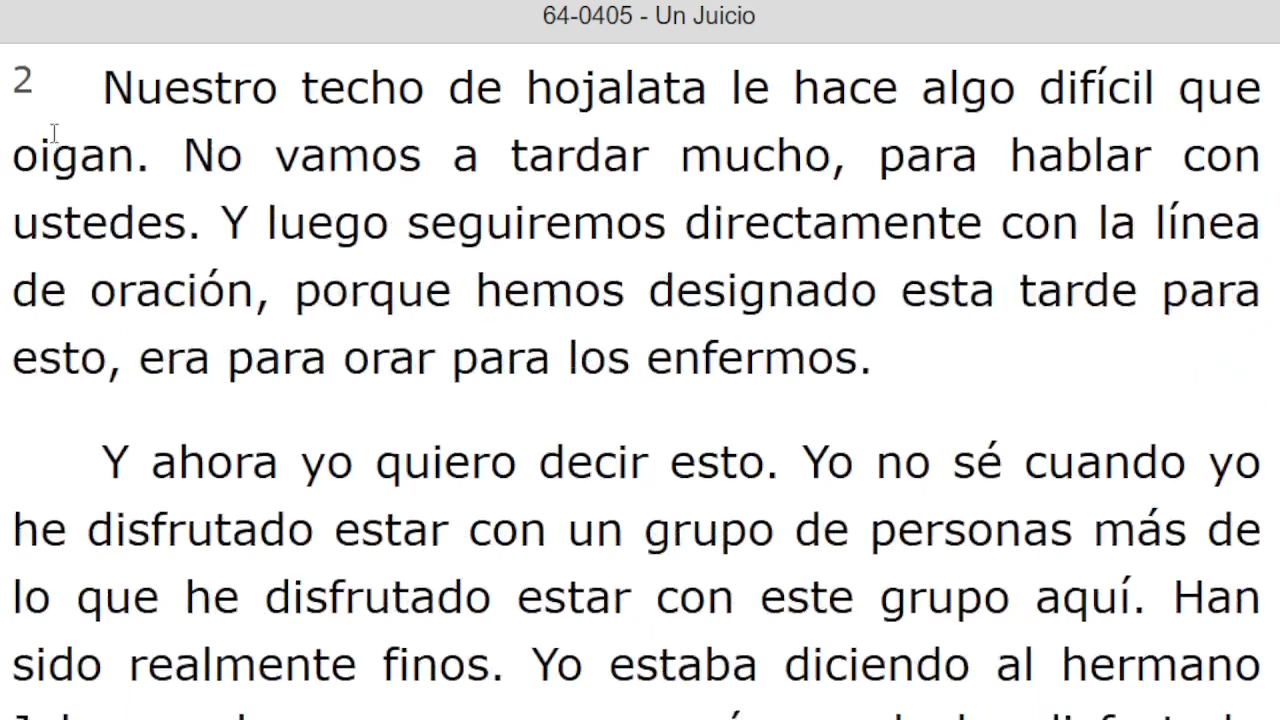 64-0405 - Un Juicio
2 Nuestro techo de hojalata le hace algo difícil que
oigan. No vamos a tardar mucho, para hablar con
ustedes. Y luego seguiremos directamente con la línea
de oración, porque hemos designado esta tarde para
esto, era para orar para los enfermos.
Y ahora yo quiero decir esto. Yo no sé cuando yo
he disfrutado estar con un grupo de personas más de
lo que he disfrutado estar con este grupo aquí. Han
sido realmente finos. Yo estaba diciendo al hermano